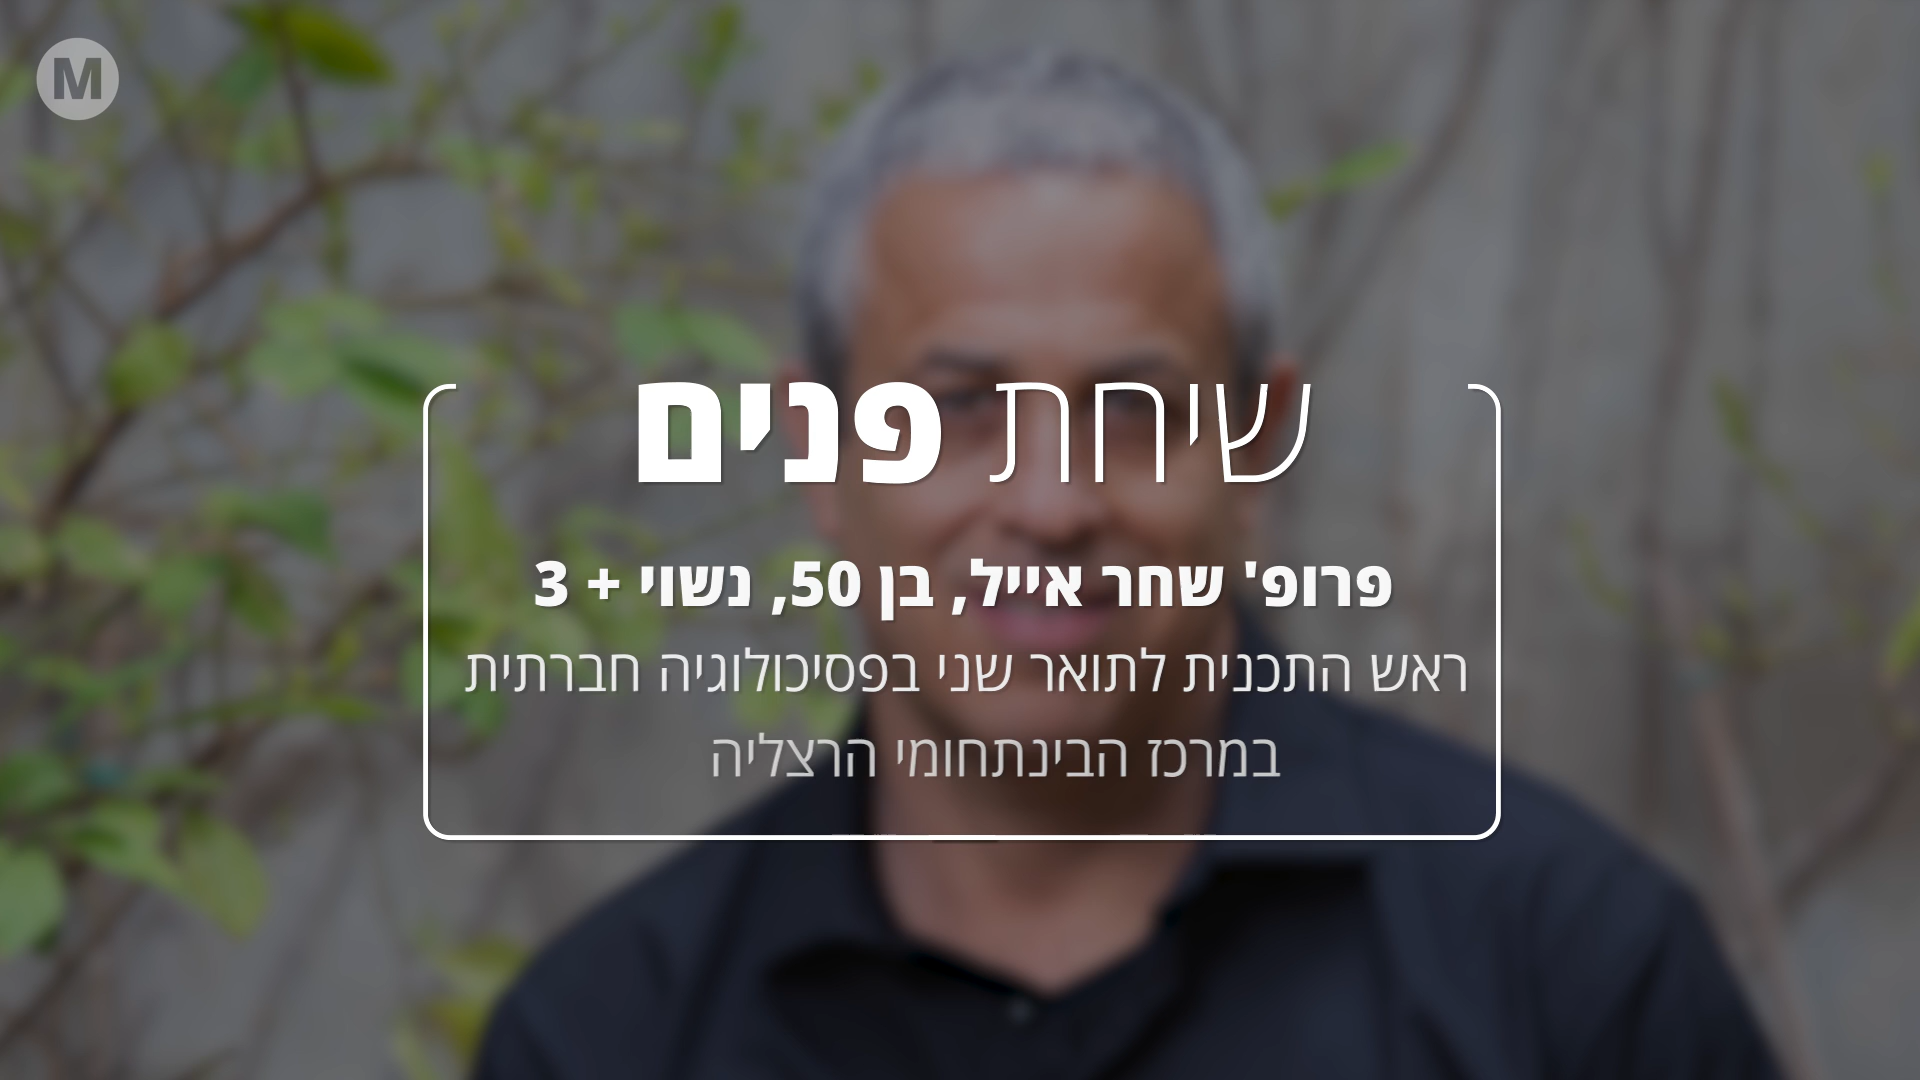 M
שיחת פנים
פרופ' שחר אייל, בן 50, נשוי + 3
ראש התכנית לתואר שני בפסיכולוגיה חברתית
במרכז הבינתחומי הרצליה